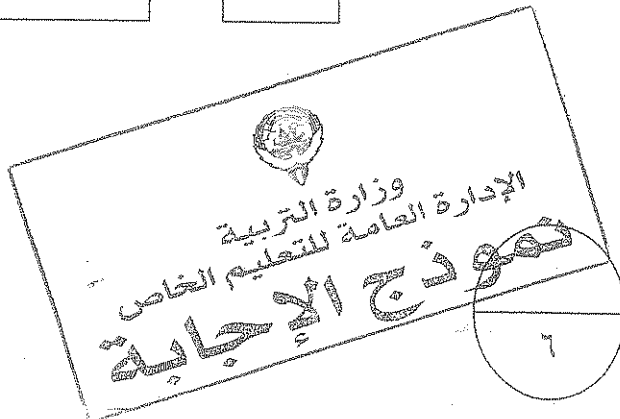 وزارة التربية
الإدارة العامة للتعليم الخاص
نموذج الإجابة
٦